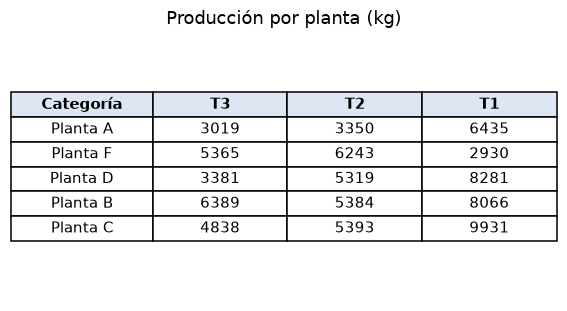 Producción por planta (kg)
Categoría T3 T2 T1
Planta A 3019 3350 6435
Planta F 5365 6243 2930
Planta D 3381 5319 8281
Planta B 6389 5384 8066
Planta C 4838 5393 9931